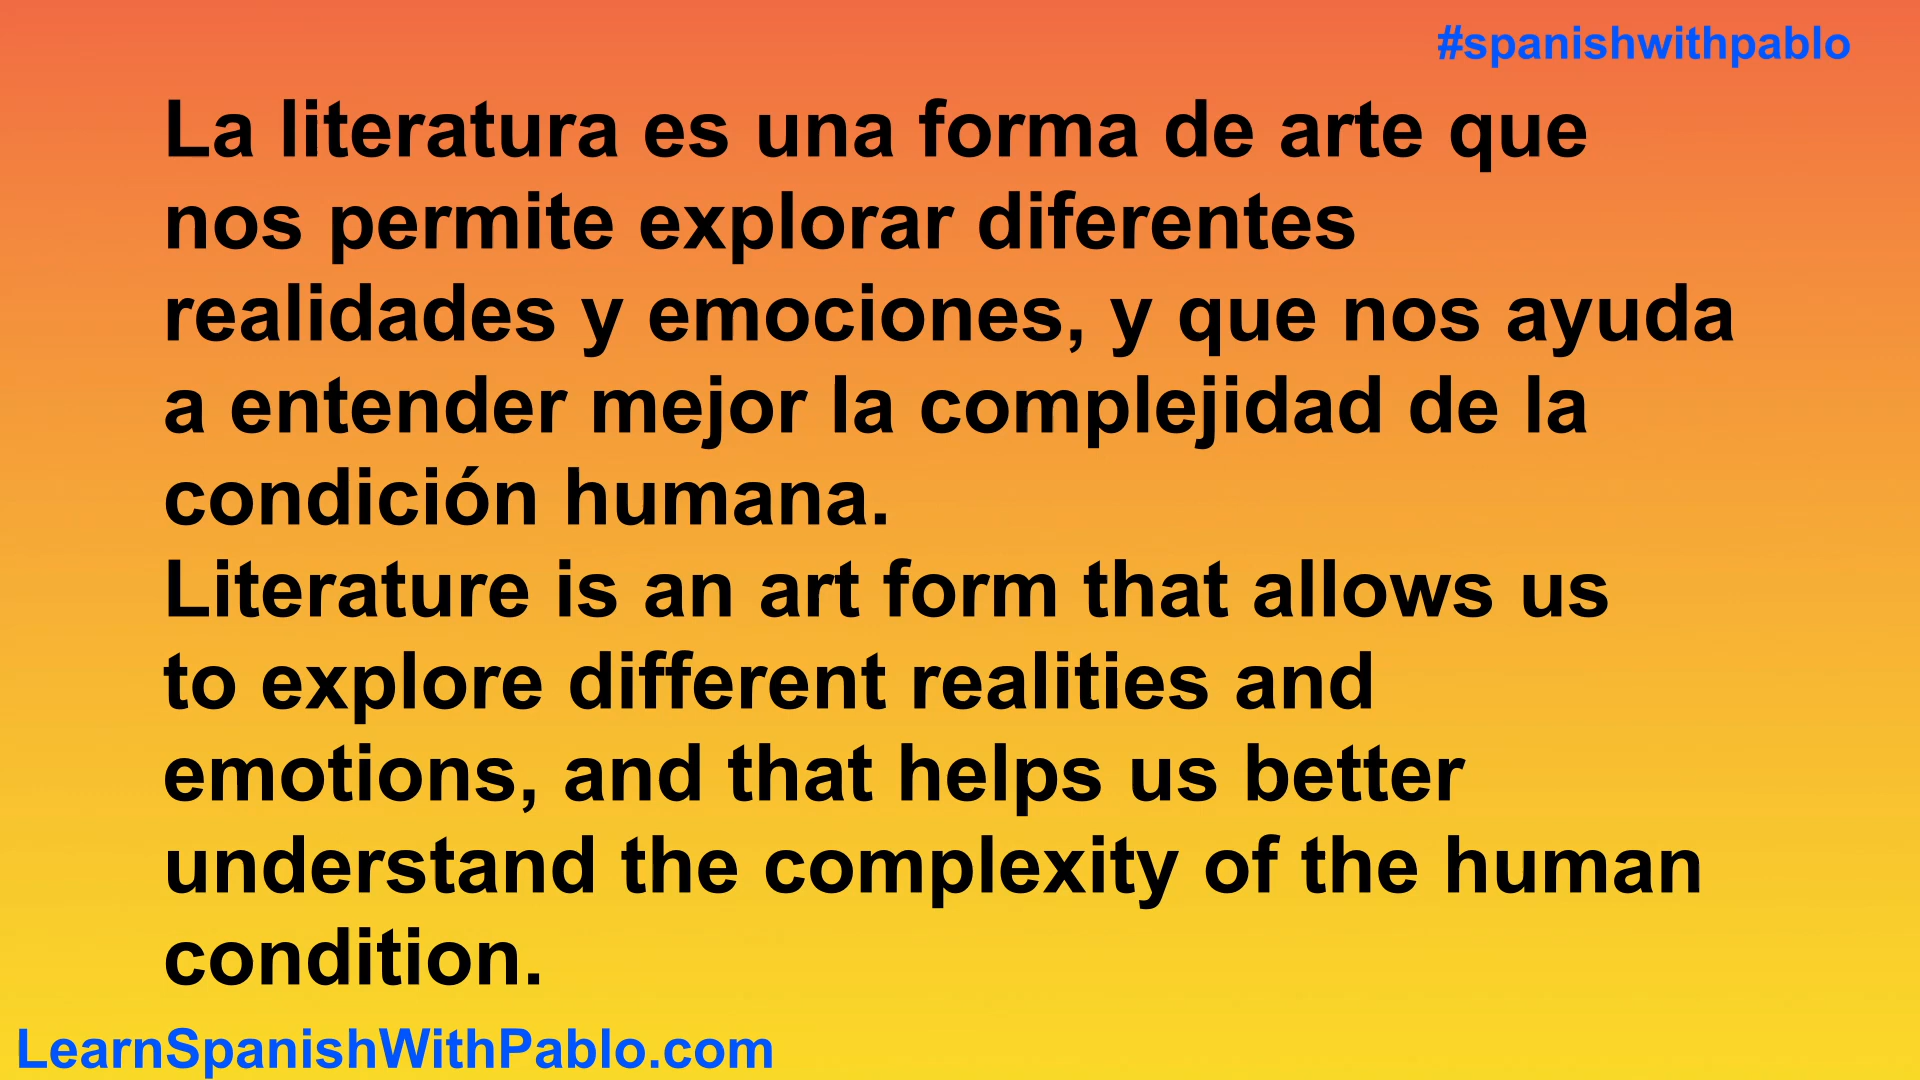 #spanishwithpablo
La literatura es una forma de arte que
nos permite explorar diferentes
realidades y emociones, y que nos ayuda
a entender mejor la complejidad de la
condición humana.
Literature is an art form that allows us
to explore different realities and
emotions, and that helps us better
understand the complexity of the human
condition.
LearnSpanishWithPablo.com